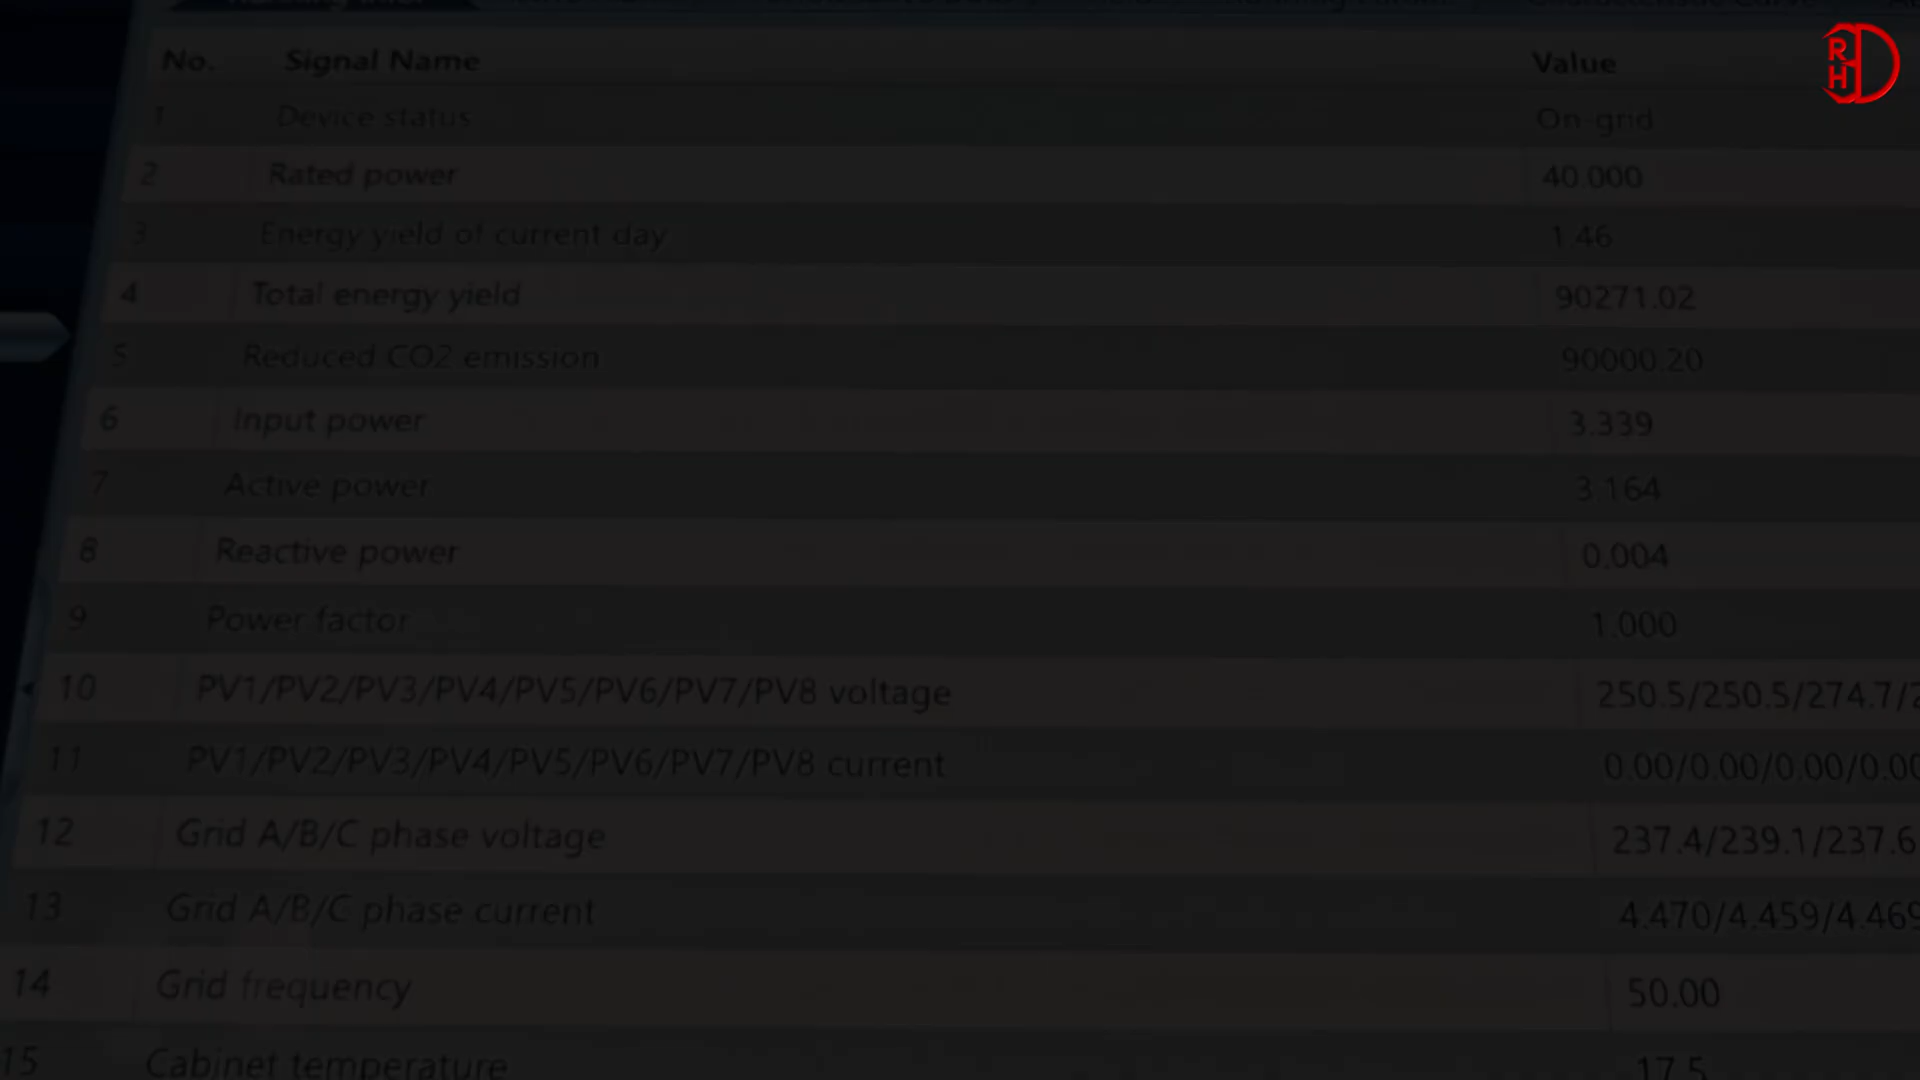 No. Signal Name Value
1 Device status On-grid
2 Rated power 40.000
3 Energy yield of current day 1.46
4 Total energy yield 90271.02
5 Reduced CO2 emission 90000.20
6 Input power 3.339
7 Active power 3.164
8 Reactive power 0.004
9 Power factor 1.000
10 PV1/PV2/PV3/PV4/PV5/PV6/PV7/PV8 voltage 250.5/250.5/274.7/2
11 PV1/PV2/PV3/PV4/PV5/PV6/PV7/PV8 current 0.00/0.00/0.00/0.00
12 Grid A/B/C phase voltage 237.4/239.1/237.6
13 Grid A/B/C phase current 4.470/4.459/4.469
14 Grid frequency 50.00
15 Cabinet temperature 17.5
RHD